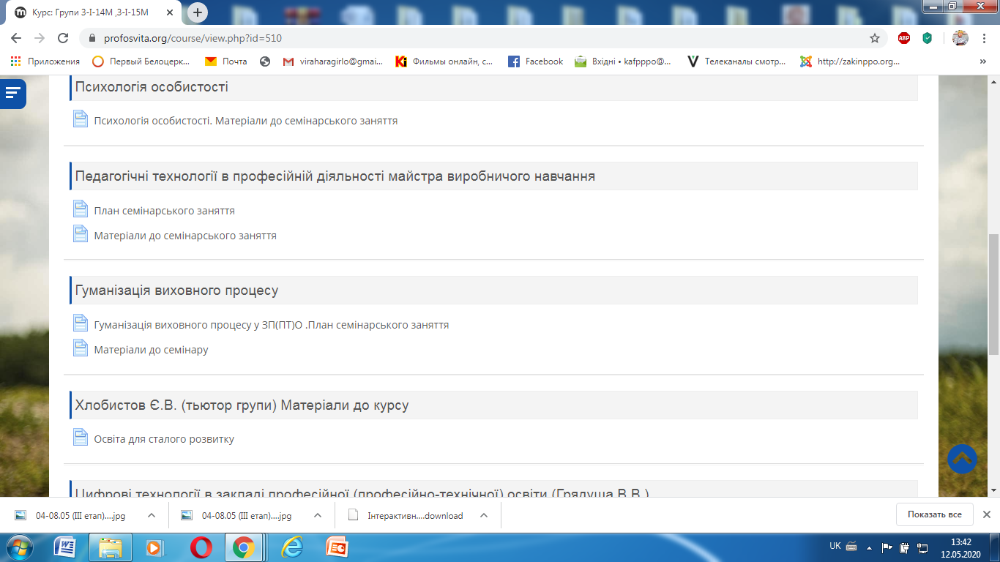 Курс: Групи 3-І-14М ,3-І-15М
profosvita.org/course/view.php?id=510
ABP
Приложения
Первый Белоцерк...
Почта
viraharagirlo@gmai...
Фильмы онлайн, с...
Facebook
Вхідні • kafpppo@...
Телеканалы смотр...
http://zakinppo.org...
»
Психологія особистості
Психологія особистості. Матеріали до семінарського заняття
Педагогічні технології в професійній діяльності майстра виробничого навчання
План семінарського заняття
Матеріали до семінарського заняття
Гуманізація виховного процесу
Гуманізація виховного процесу у ЗП(ПТ)О .План семінарського заняття
Матеріали до семінару
Хлобистов Є.В. (тьютор групи) Матеріали до курсу
Освіта для сталого розвитку
Цифрові технології в закладі професійної (професійно-технічної) освіти (Грядуща В.В.)
04-08.05 (ІІІ етап)....jpg
04-08.05 (ІІІ етап)....jpg
Інтерактивн....download
Показать все
UK
13:42
12.05.2020